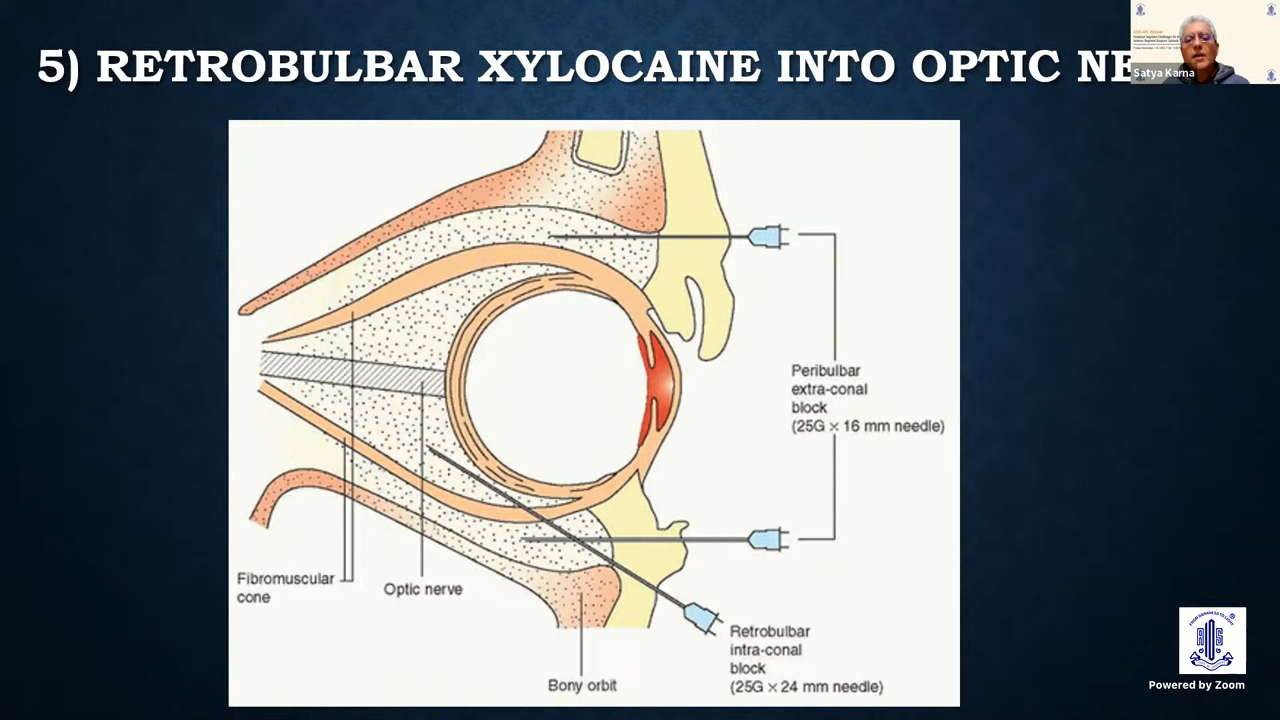 5) RETROBULBAR XYLOCAINE INTO OPTIC NE
Satya Karna
Peribulbar
extra-conal
block
(25G × 16 mm needle)
Fibromuscular
cone
Optic nerve
Retrobulbar
intra-conal
block
(25G × 24 mm needle)
Bony orbit
Powered by Zoom